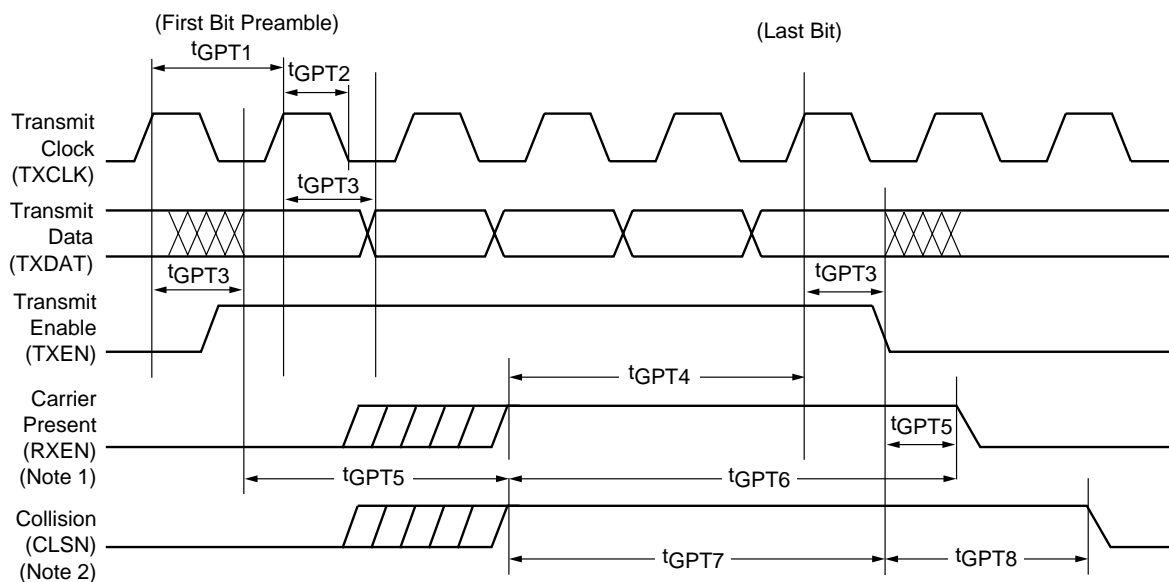 (First Bit Preamble)
(Last Bit)
tGPT1
tGPT2
Transmit
Clock
(TXCLK)
tGPT3
Transmit
Data
(TXDAT)
tGPT3
tGPT3
Transmit
Enable
(TXEN)
tGPT4
Carrier
Present
(RXEN)
(Note 1)
tGPT5
tGPT5
tGPT6
Collision
(CLSN)
(Note 2)
tGPT7
tGPT8